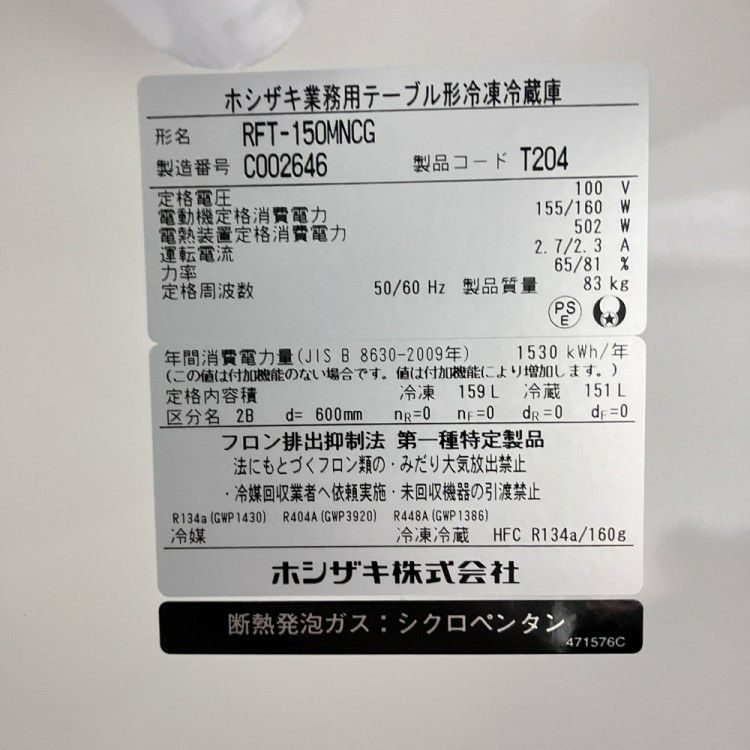 ホシザキ業務用テーブル形冷凍冷蔵庫
形名 RFT-150MNCG
製造番号 C002646 製品コード T204
定格電圧 100 V
電動機定格消費電力 155/160 W
電熱装置定格消費電力 502 W
運転電流 2.7/2.3 A
力率 65/81 %
定格周波数 50/60 Hz 製品質量 83 kg
PS E
年間消費電力量(JIS B 8630-2009年) 1530 kWh/年
(この値は付加機能のない場合です。値は付加機能により増加します。)
定格内容積 冷凍 159 L 冷蔵 151 L
区分名 2B d= 600mm nR=0 nF=0 dR=0 dF=0
フロン排出抑制法 第一種特定製品
法にもとづくフロン類の・みだり大気放出禁止
・冷媒回収業者へ依頼実施・未回収機器の引渡禁止
R134a(GWP1430) R404A(GWP3920) R448A(GWP1386)
冷媒 冷凍冷蔵 HFC R134a/160g
ホシザキ株式会社
断熱発泡ガス：シクロペンタン
471576C